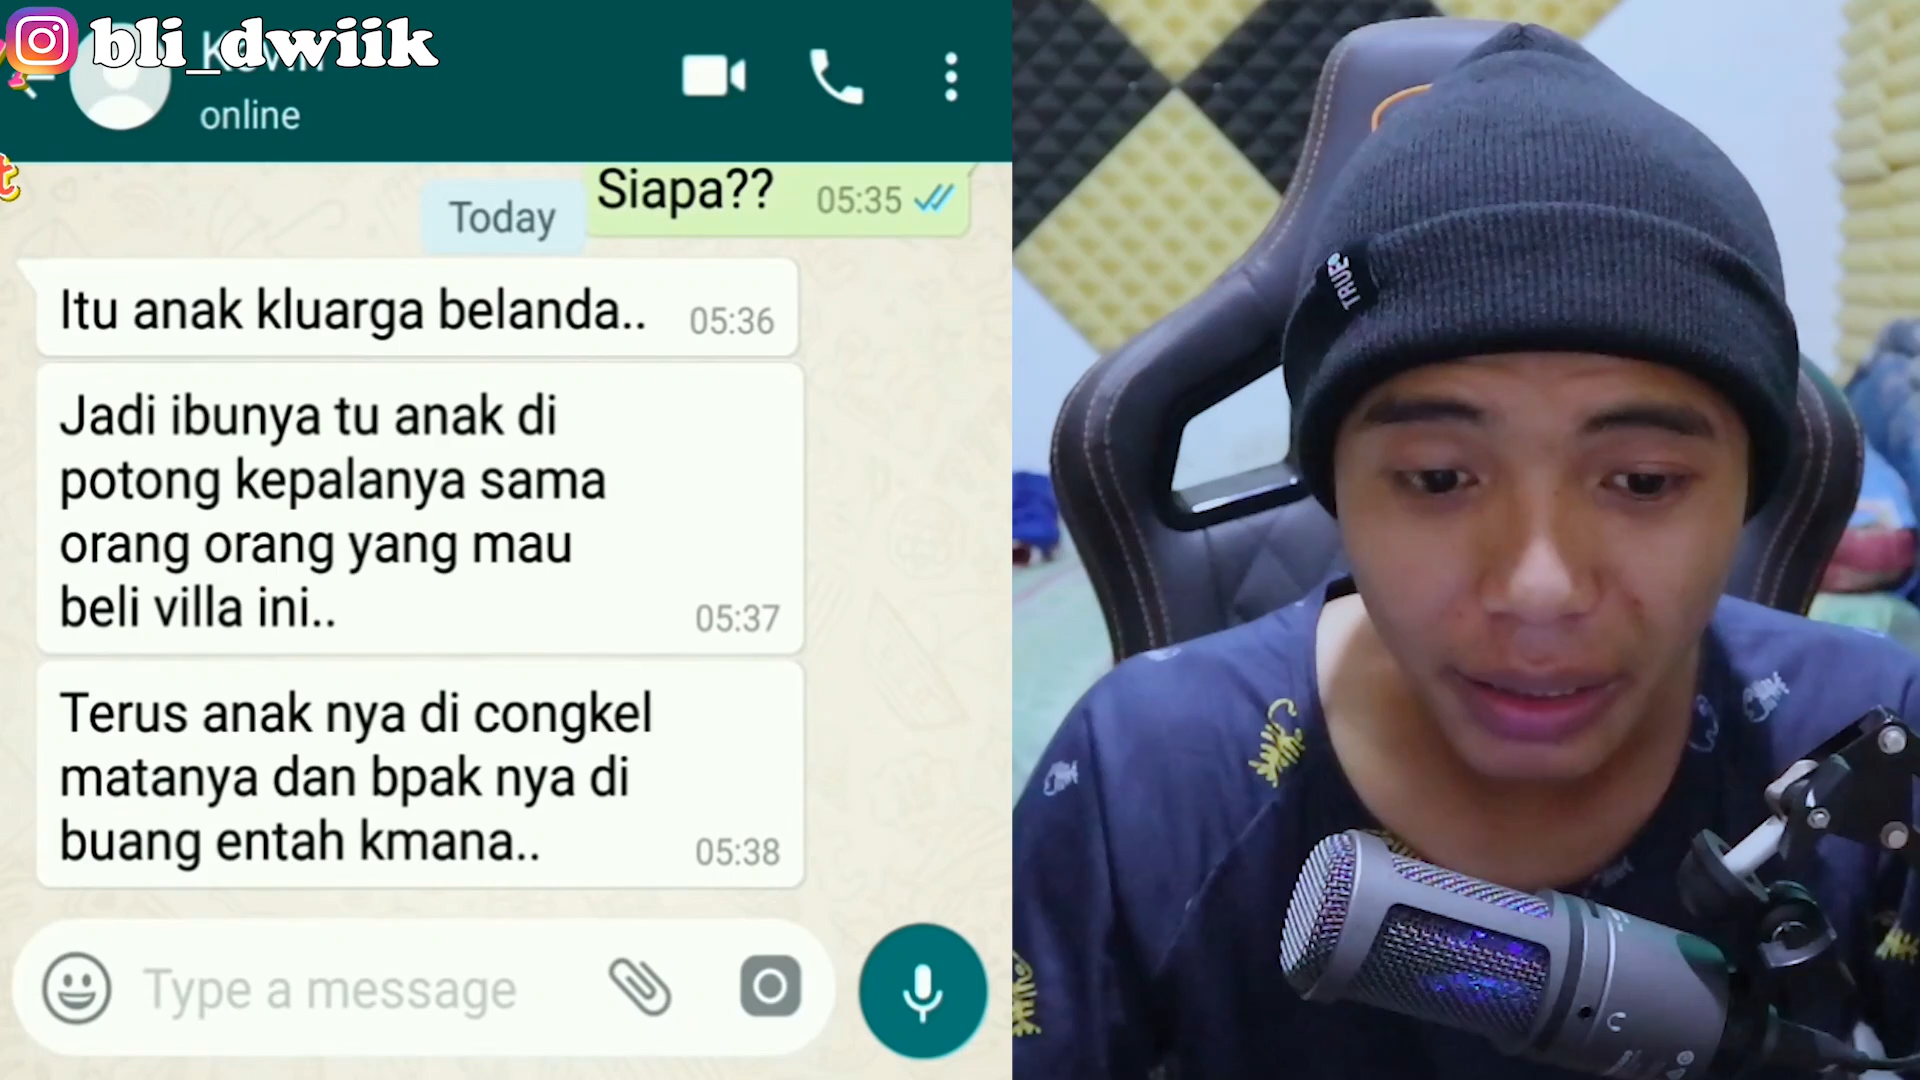 bli_dwiik
Kevin
online
Siapa?? 05:35
Today
Itu anak kluarga belanda.. 05:36
Jadi ibunya tu anak di
potong kepalanya sama
orang orang yang mau
beli villa ini.. 05:37
Terus anak nya di congkel
matanya dan bpak nya di
buang entah kmana.. 05:38
Type a message
TRUE
t